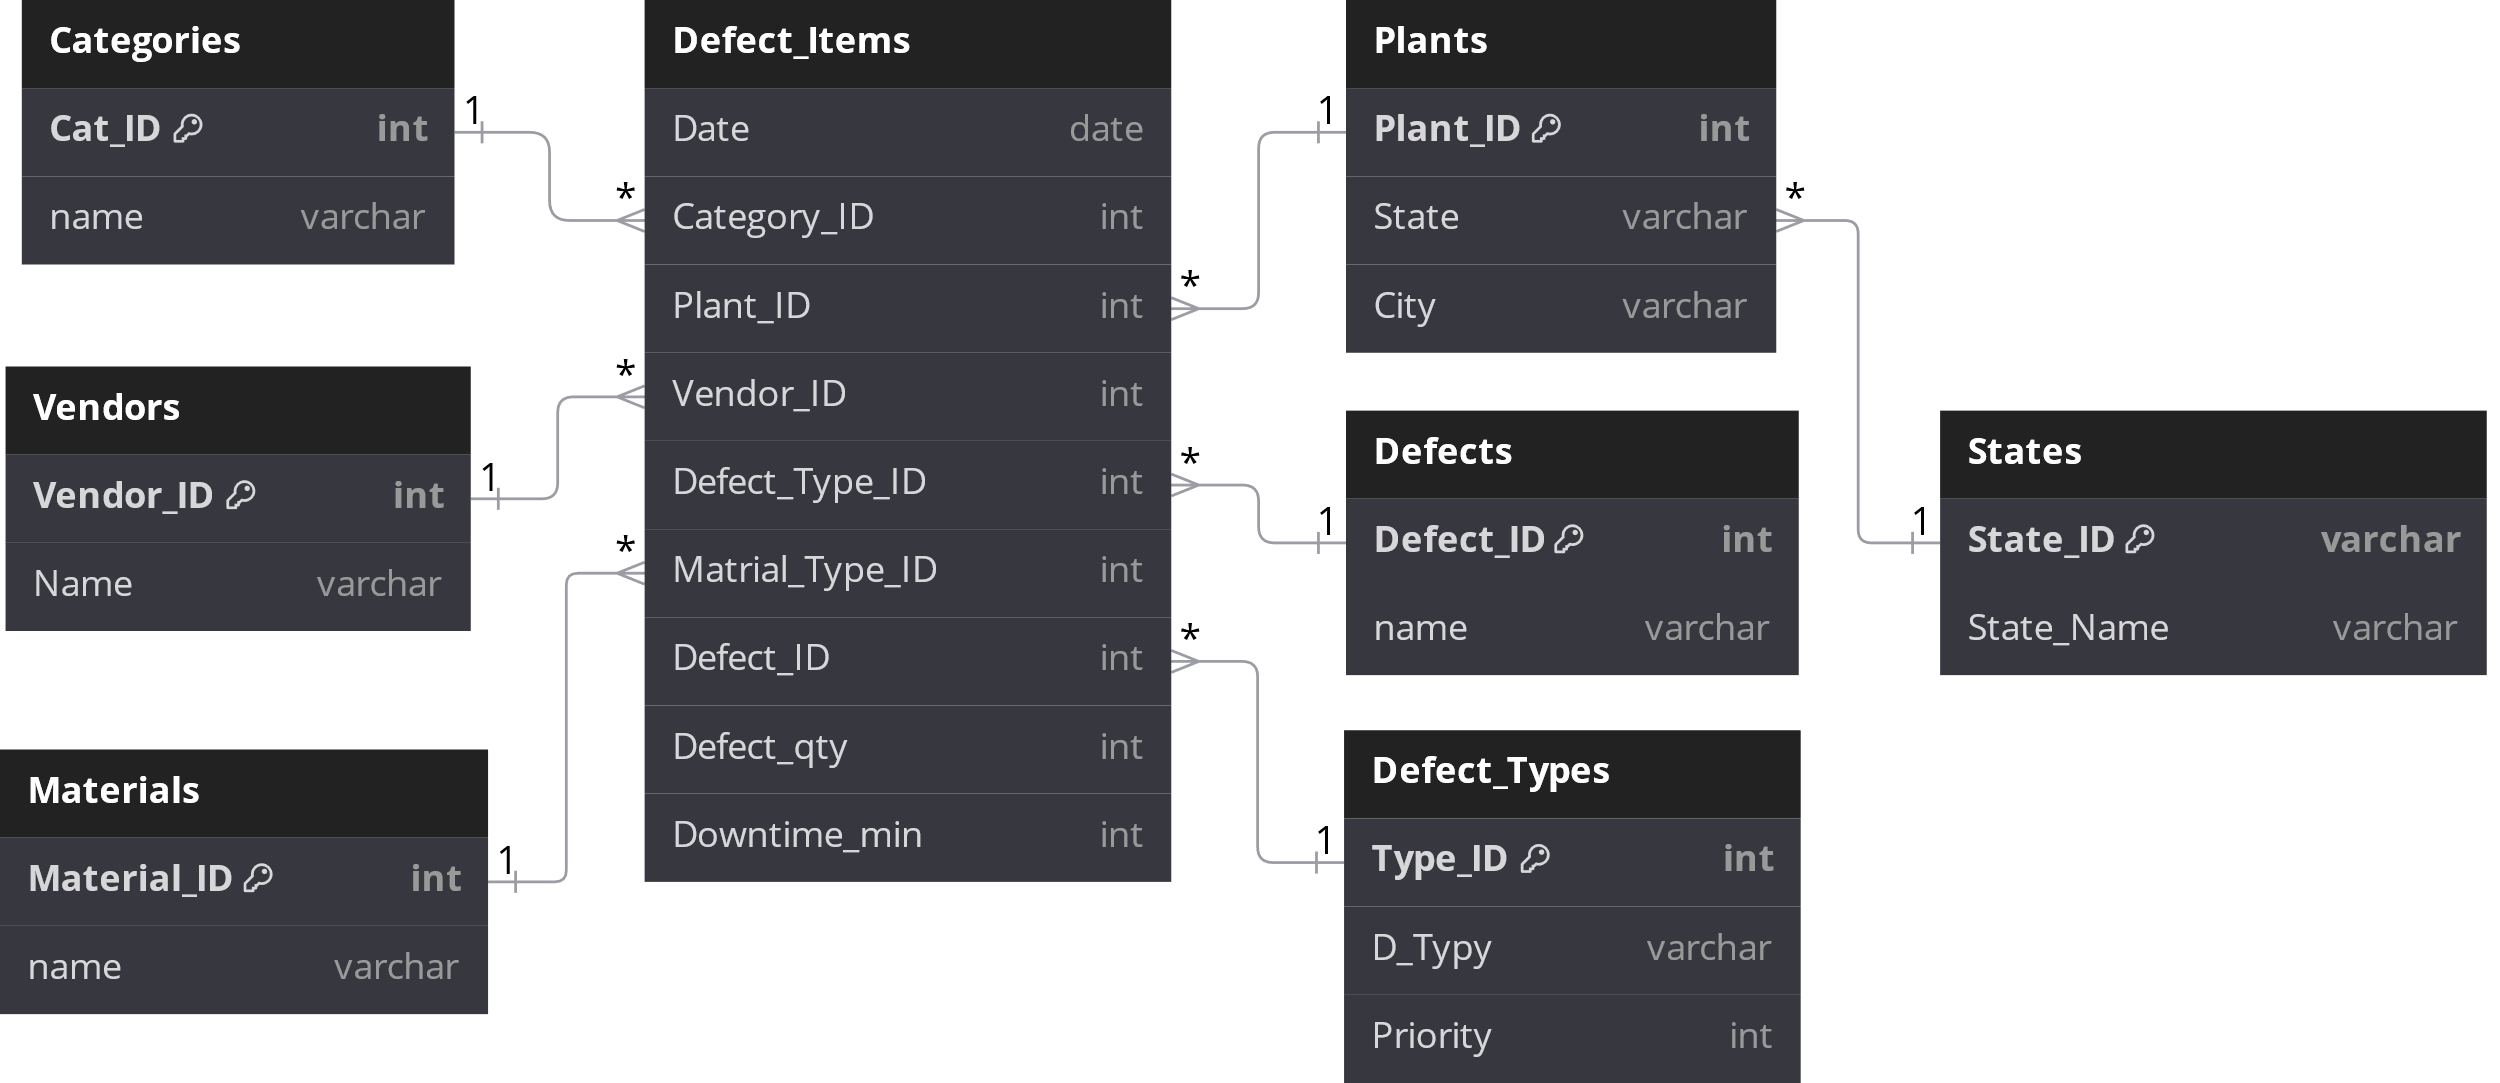 Categories
Cat_ID int
name varchar
Vendors
Vendor_ID int
Name varchar
Materials
Material_ID int
name varchar
Defect_Items
Date date
Category_ID int
Plant_ID int
Vendor_ID int
Defect_Type_ID int
Matrial_Type_ID int
Defect_ID int
Defect_qty int
Downtime_min int
Plants
Plant_ID int
State varchar
City varchar
Defects
Defect_ID int
name varchar
Defect_Types
Type_ID int
D_Typy varchar
Priority int
States
State_ID varchar
State_Name varchar
1
*
1
*
1
*
1
*
1
*
1
*
1
*